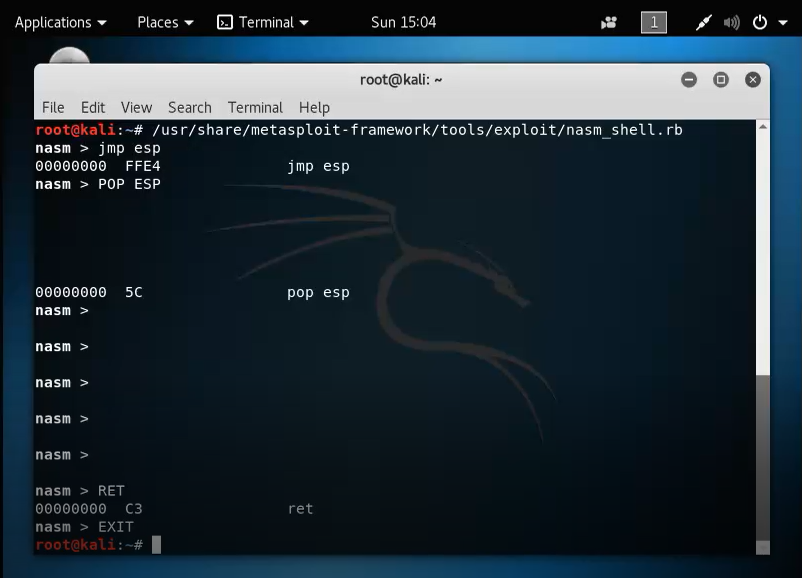 Applications Places Terminal Sun 15:04 1
root@kali: ~
File Edit View Search Terminal Help
root@kali:~# /usr/share/metasploit-framework/tools/exploit/nasm_shell.rb
nasm > jmp esp
00000000 FFE4 jmp esp
nasm > POP ESP
00000000 5C pop esp
nasm >
nasm >
nasm >
nasm >
nasm >
nasm > RET
00000000 C3 ret
nasm > EXIT
root@kali:~#